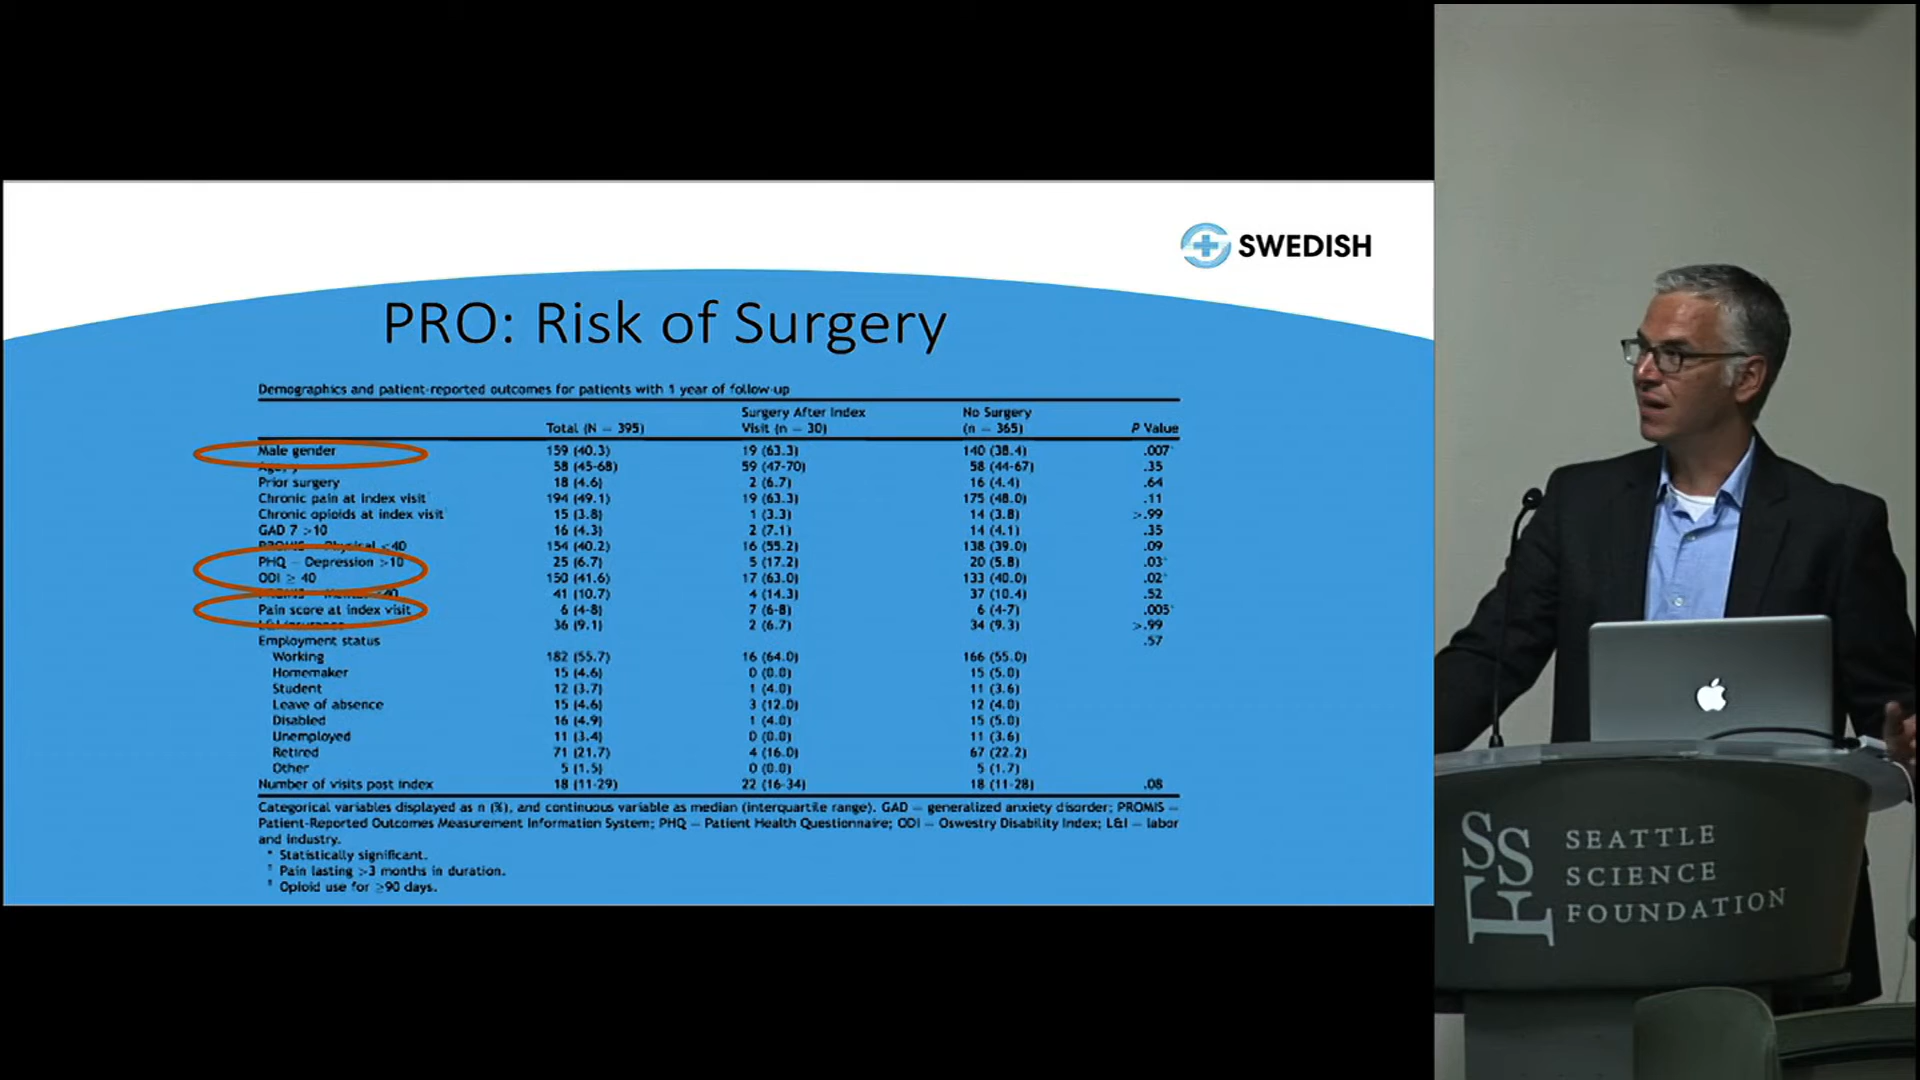 SWEDISH
PRO: Risk of Surgery
Demographics and patient-reported outcomes for patients with 1 year of follow-up
Total (N = 395) Surgery After Index Visit (n = 30) No Surgery (n = 365) P Value
Male gender 159 (40.3) 19 (63.3) 140 (38.4) .007*
Age, y 58 (45-68) 59 (47-70) 58 (44-67) .35
Prior surgery 18 (4.6) 2 (6.7) 16 (4.4) .64
Chronic pain at index visit† 194 (49.1) 19 (63.3) 175 (48.0) .11
Chronic opioids at index visit‡ 15 (3.8) 1 (3.3) 14 (3.8) >.99
GAD 7 >10 16 (4.3) 2 (7.1) 14 (4.1) .35
PROMIS – Physical <40 154 (40.2) 16 (55.2) 138 (39.0) .09
PHQ – Depression >10 25 (6.7) 5 (17.2) 20 (5.8) .03*
ODI ≥ 40 150 (41.6) 17 (63.0) 133 (40.0) .02*
PROMIS – Mental <40 41 (10.7) 4 (14.3) 37 (10.4) .52
Pain score at index visit 6 (4-8) 7 (6-8) 6 (4-7) .005*
L&I insurance 36 (9.1) 2 (6.7) 34 (9.3) >.99
Employment status .57
Working 182 (55.7) 16 (64.0) 166 (55.0)
Homemaker 15 (4.6) 0 (0.0) 15 (5.0)
Student 12 (3.7) 1 (4.0) 11 (3.6)
Leave of absence 15 (4.6) 3 (12.0) 12 (4.0)
Disabled 16 (4.9) 1 (4.0) 15 (5.0)
Unemployed 11 (3.4) 0 (0.0) 11 (3.6)
Retired 71 (21.7) 4 (16.0) 67 (22.2)
Other 5 (1.5) 0 (0.0) 5 (1.7)
Number of visits post index 18 (11-29) 22 (16-34) 18 (11-28) .08
Categorical variables displayed as n (%), and continuous variable as median (interquartile range). GAD = generalized anxiety disorder; PROMIS =
Patient-Reported Outcomes Measurement Information System; PHQ = Patient Health Questionnaire; ODI = Oswestry Disability Index; L&I = labor
and industry.
* Statistically significant.
† Pain lasting >3 months in duration.
‡ Opioid use for ≥90 days.
SSF
SEATTLE
SCIENCE
FOUNDATION